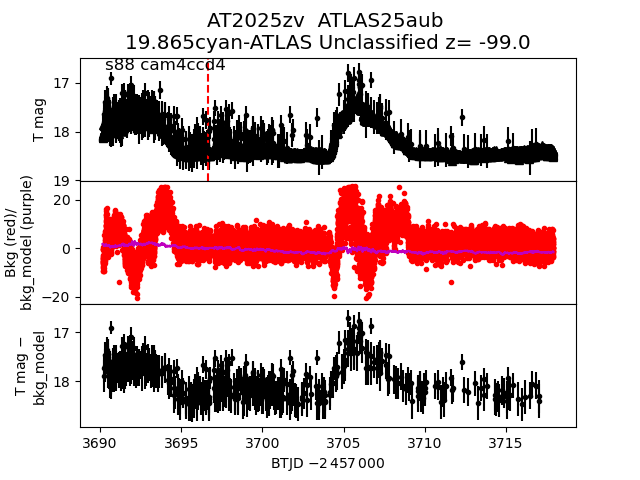 AT2025zv  ATLAS25aub
19.865cyan-ATLAS Unclassified z= -99.0
s88 cam4ccd4
T mag
17
18
19
Bkg (red)/
bkg_model (purple)
20
0
−20
T mag −
bkg_model
17
18
3690 3695 3700 3705 3710 3715
BTJD −2 457 000